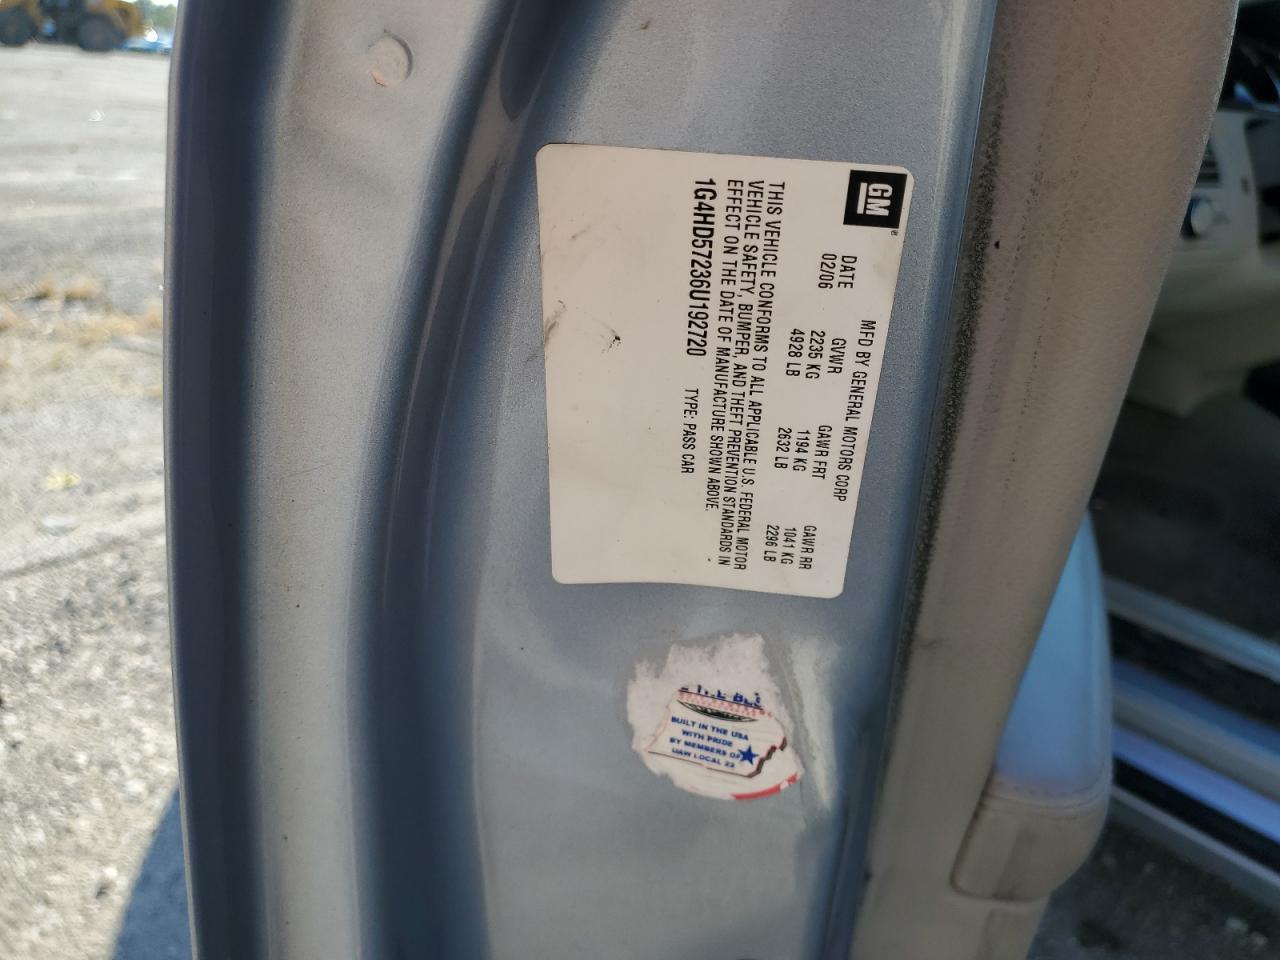 GM
MFD BY GENERAL MOTORS CORP
DATE GVWR GAWR FRT GAWR RR
02/06 2235 KG 1194 KG 1041 KG
4928 LB 2632 LB 2296 LB
THIS VEHICLE CONFORMS TO ALL APPLICABLE U.S. FEDERAL MOTOR
VEHICLE SAFETY, BUMPER, AND THEFT PREVENTION STANDARDS IN
EFFECT ON THE DATE OF MANUFACTURE SHOWN ABOVE.
1G4HD57236U192720 TYPE: PASS CAR
BUILT IN THE USA
WITH PRIDE
BY MEMBERS OF
UAW LOCAL 22